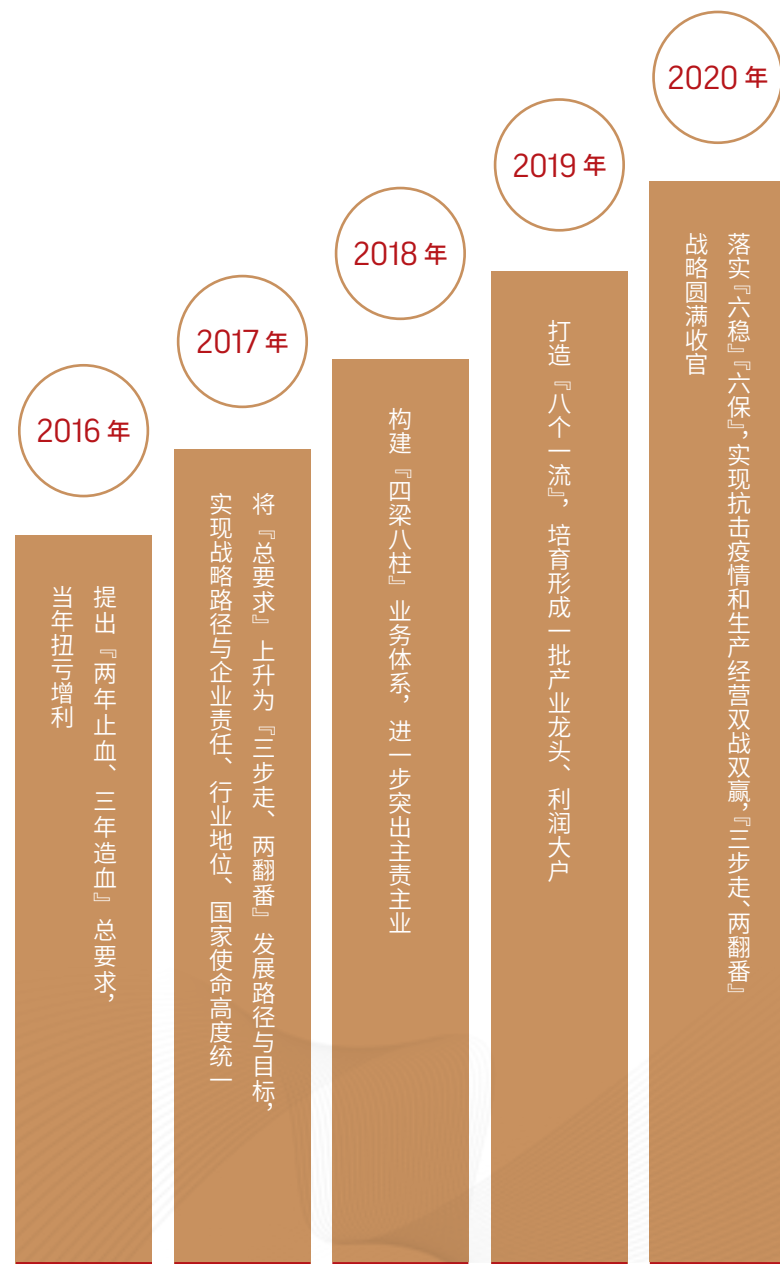 2016 年
提出『两年止血、三年造血』总要求，
当年扭亏增利
2017 年
将『总要求』上升为『三步走、两翻番』发展路径与目标，
实现战略路径与企业责任、行业地位、国家使命高度统一
2018 年
构建『四梁八柱』业务体系，进一步突出主责主业
2019 年
打造『八个一流』，培育形成一批产业龙头、利润大户
2020 年
落实『六稳』『六保』，实现抗击疫情和生产经营双战双赢，『三步走、两翻番』
战略圆满收官